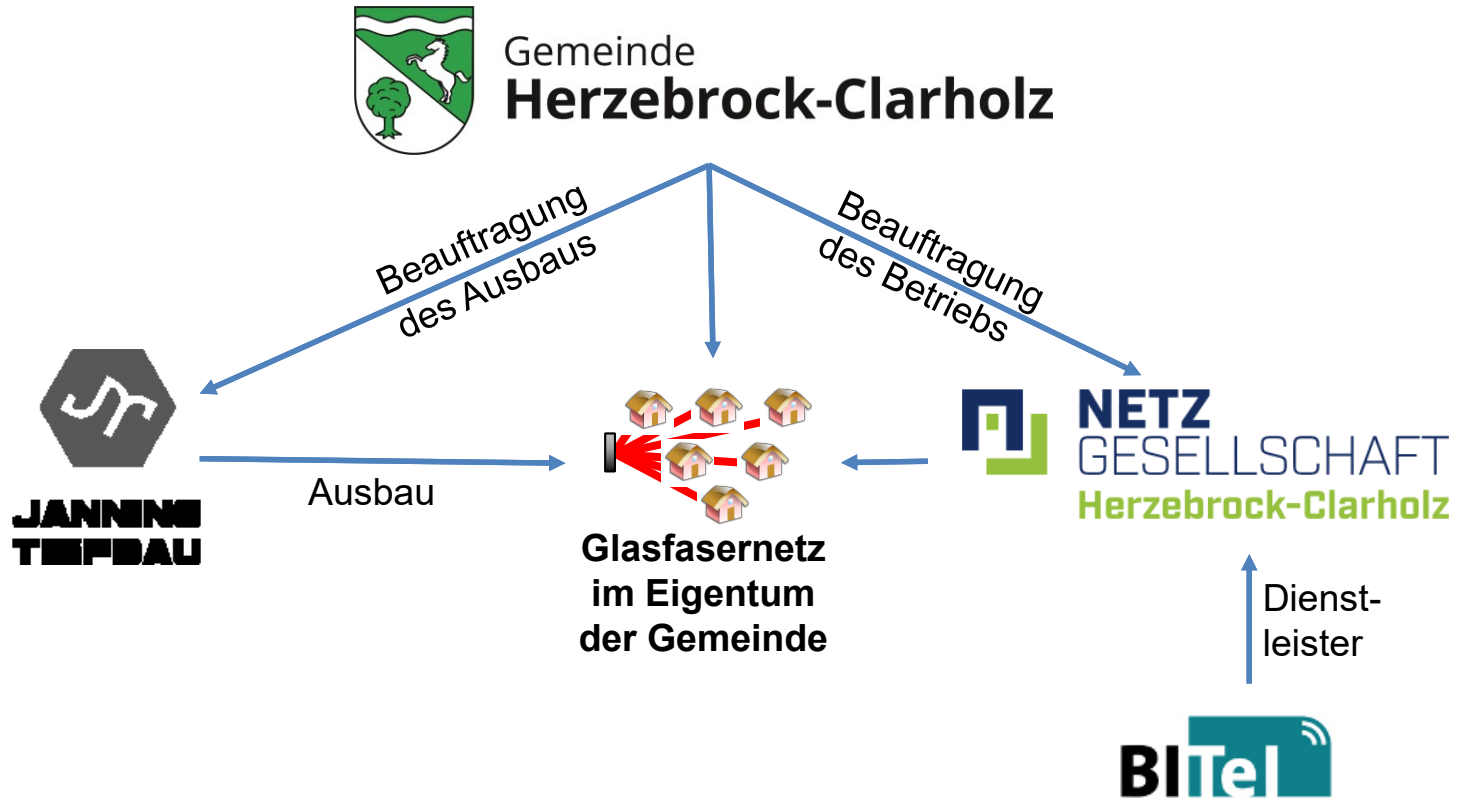 Gemeinde
Herzebrock-Clarholz
Beauftragung
des Ausbaus
Beauftragung
des Betriebs
JANNING
TIEFBAU
Ausbau
Glasfasernetz
im Eigentum
der Gemeinde
NETZ
GESELLSCHAFT
Herzebrock-Clarholz
Dienst-
leister
BITel